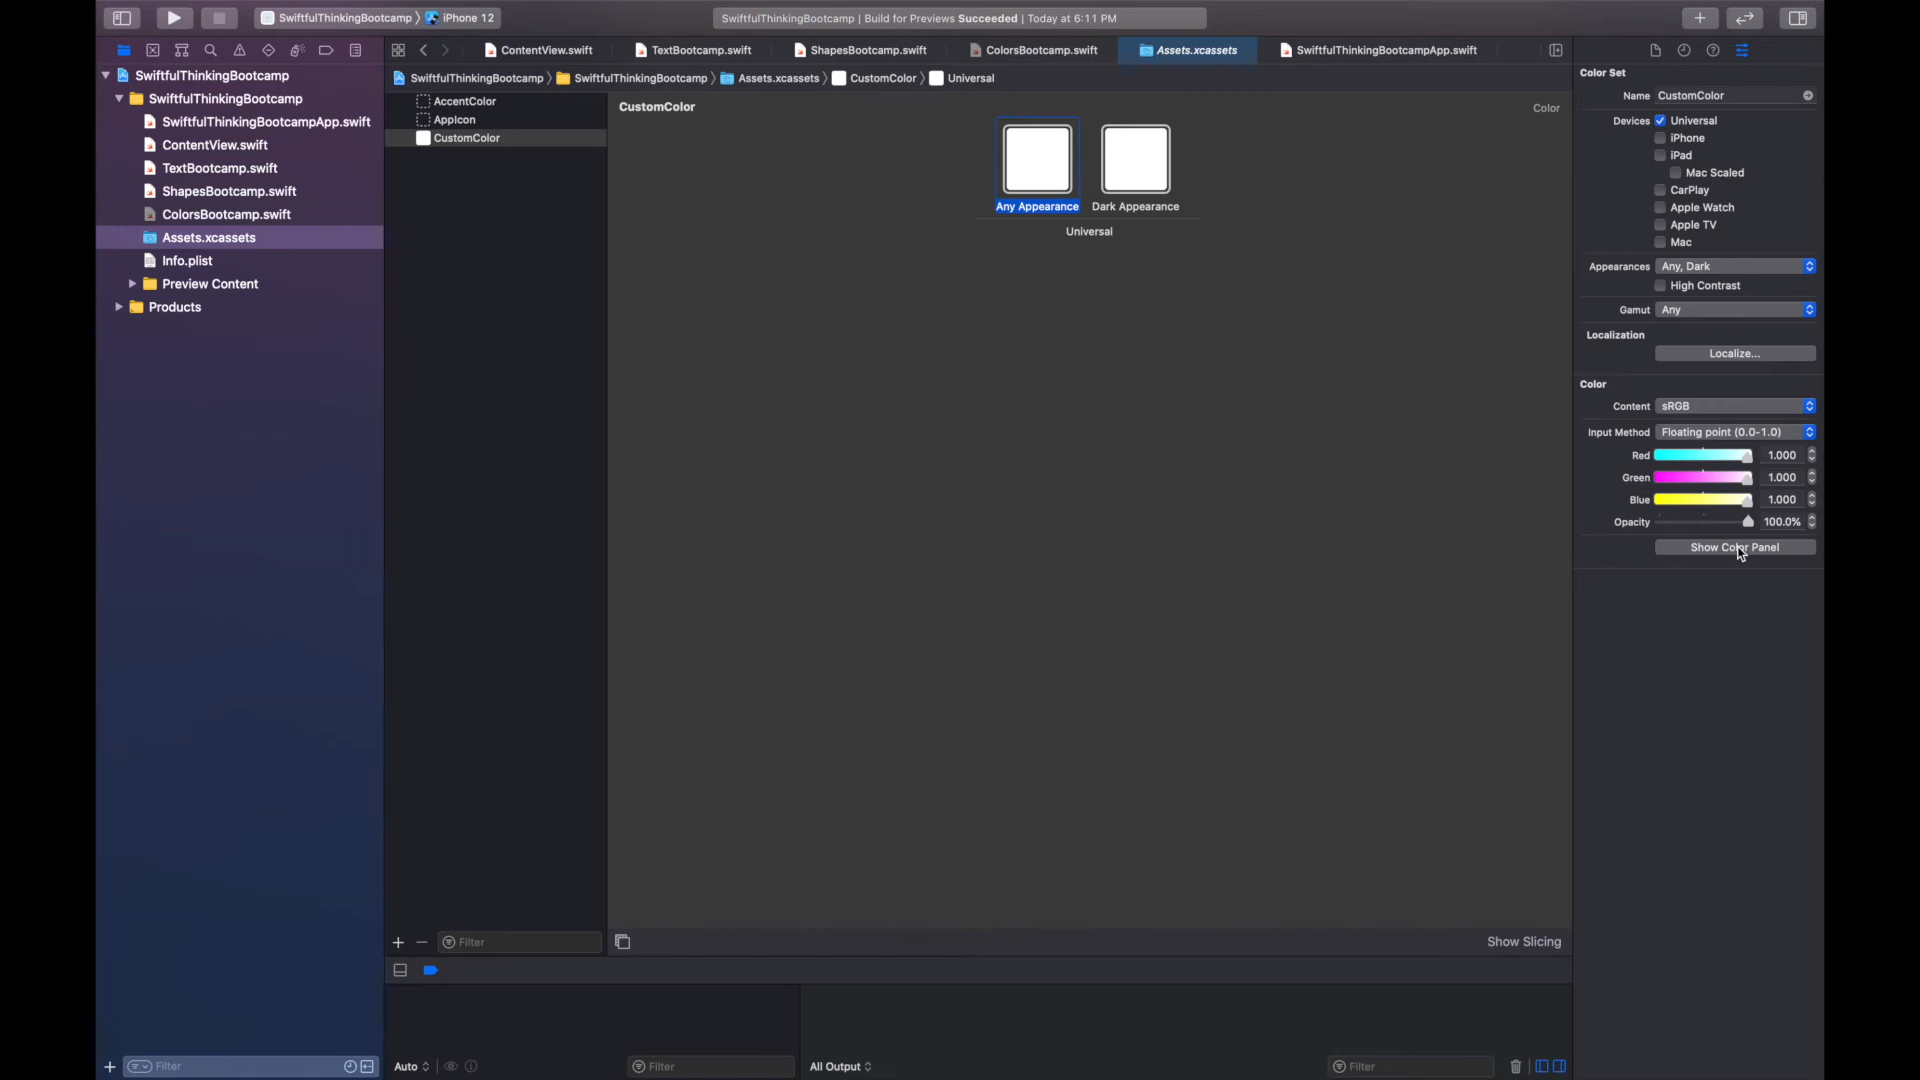 SwiftfulThinkingBootcamp 〉 iPhone 12
SwiftfulThinkingBootcamp | Build for Previews Succeeded | Today at 6:11 PM
ContentView.swift
TextBootcamp.swift
ShapesBootcamp.swift
ColorsBootcamp.swift
Assets.xcassets
SwiftfulThinkingBootcampApp.swift
SwiftfulThinkingBootcamp 〉 SwiftfulThinkingBootcamp 〉 Assets.xcassets 〉 CustomColor 〉 Universal
SwiftfulThinkingBootcamp
SwiftfulThinkingBootcamp
SwiftfulThinkingBootcampApp.swift
ContentView.swift
TextBootcamp.swift
ShapesBootcamp.swift
ColorsBootcamp.swift
Assets.xcassets
Info.plist
Preview Content
Products
Filter
AccentColor
AppIcon
CustomColor
Filter
CustomColor
Color
Any Appearance
Dark Appearance
Universal
Show Slicing
Auto
Filter
All Output
Filter
Color Set
Name CustomColor
Devices Universal
iPhone
iPad
Mac Scaled
CarPlay
Apple Watch
Apple TV
Mac
Appearances Any, Dark
High Contrast
Gamut Any
Localization
Localize...
Color
Content sRGB
Input Method Floating point (0.0-1.0)
Red 1.000
Green 1.000
Blue 1.000
Opacity 100.0%
Show Color Panel